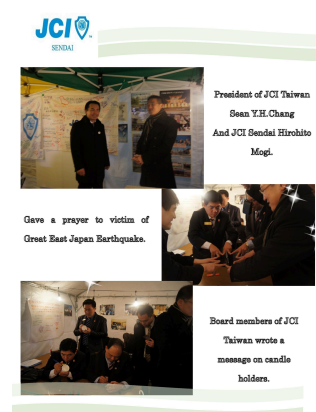 JCI
SENDAI
President of JCI Taiwan
Sean Y.H.Chang
And JCI Sendai Hirohito
Mogi.
Gave a prayer to victim of
Great East Japan Earthquake.
Board members of JCI
Taiwan wrote a
message on candle
holders.